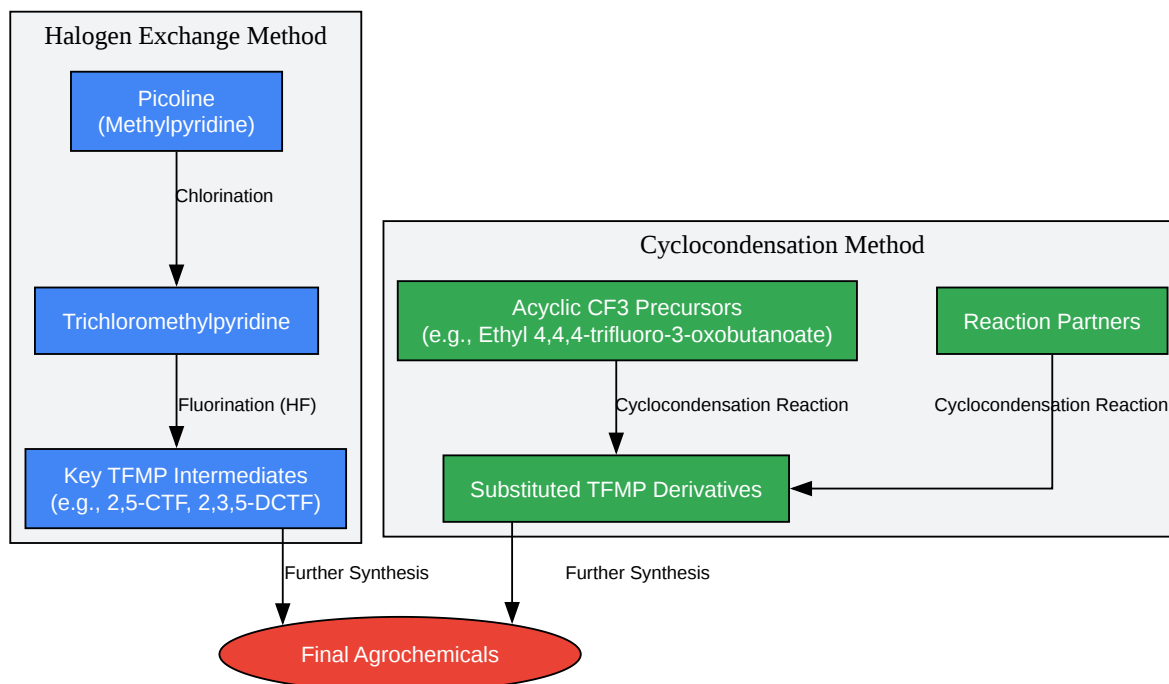 Halogen Exchange Method
Picoline
(Methylpyridine)
Chlorination
Trichloromethylpyridine
Fluorination (HF)
Key TFMP Intermediates
(e.g., 2,5-CTF, 2,3,5-DCTF)
Further Synthesis
Cyclocondensation Method
Acyclic CF3 Precursors
(e.g., Ethyl 4,4,4-trifluoro-3-oxobutanoate)
Reaction Partners
Cyclocondensation Reaction
Cyclocondensation Reaction
Substituted TFMP Derivatives
Further Synthesis
Final Agrochemicals